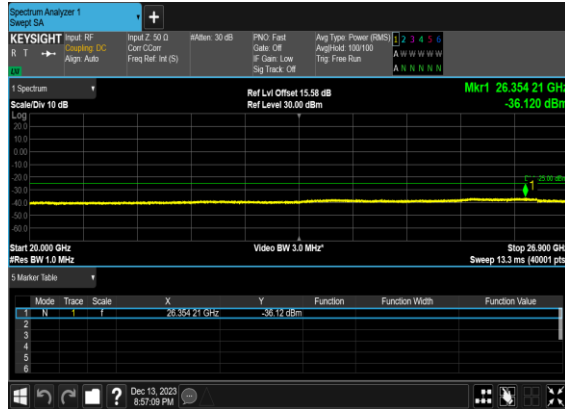 Spectrum Analyzer 1
Swept SA
+
KEYSIGHT Input: RF Input Z: 50 Ω #Atten: 30 dB PNO: Fast Avg Type: Power (RMS) 1 2 3 4 5 6
R T Coupling: DC Corr CCorr Gate: Off Avg|Hold: 100/100 A W W W W W
Align: Auto Freq Ref: Int (S) IF Gain: Low Trig: Free Run
Sig Track: Off A N N N N N
1 Spectrum Ref Lvl Offset 15.58 dB Mkr1 26.354 21 GHz
Scale/Div 10 dB Ref Level 30.00 dBm -36.120 dBm
Log
20.0
10.0
0.00
-10.0
-20.0
-25.00 dBm
-30.0
1
-40.0
-50.0
-60.0
Start 20.000 GHz Video BW 3.0 MHz* Stop 26.900 GHz
#Res BW 1.0 MHz Sweep 13.3 ms (40001 pts)
5 Marker Table
Mode Trace Scale X Y Function Function Width Function Value
1 N 1 f 26.354 21 GHz -36.12 dBm
2
3
4
5
6
? Dec 13, 2023
8:57:09 PM